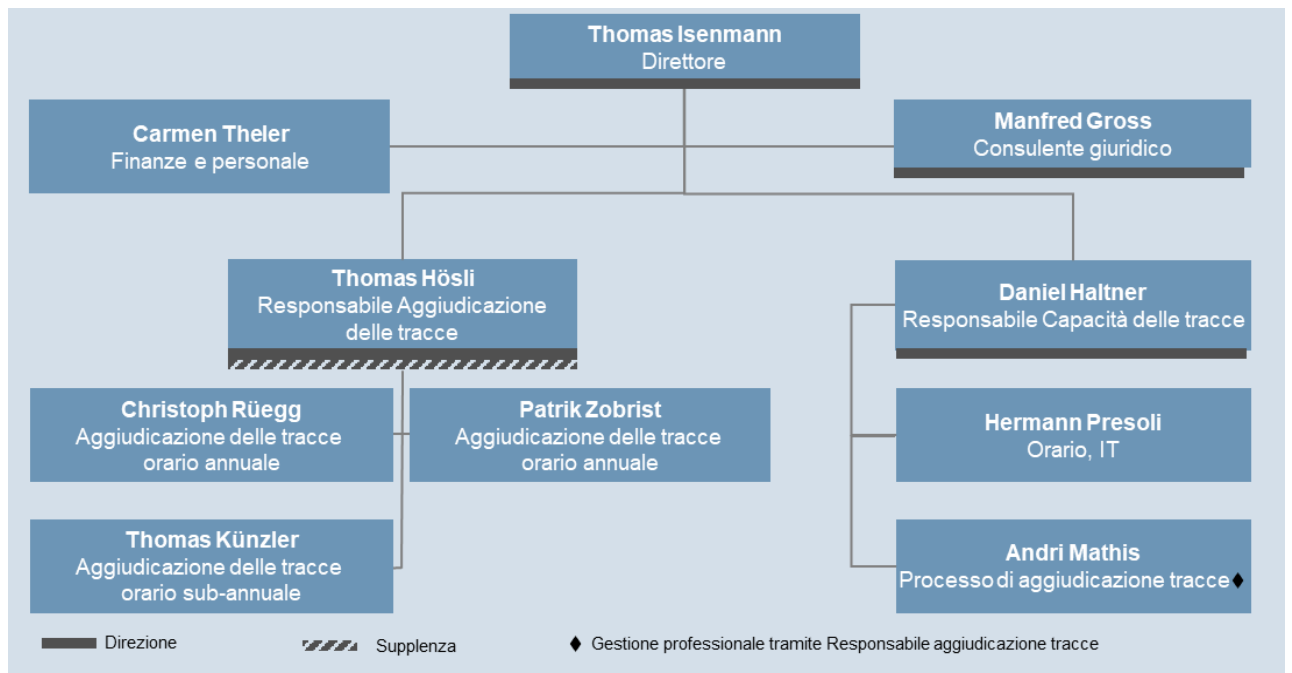 Thomas Isenmann
Direttore
Carmen Theler
Finanze e personale
Manfred Gross
Consulente giuridico
Thomas Hösli
Responsabile Aggiudicazione
delle tracce
Daniel Haltner
Responsabile Capacità delle tracce
Christoph Rüegg
Aggiudicazione delle tracce
orario annuale
Patrik Zobrist
Aggiudicazione delle tracce
orario annuale
Hermann Presoli
Orario, IT
Thomas Künzler
Aggiudicazione delle tracce
orario sub-annuale
Andri Mathis
Processo di aggiudicazione tracce♦
Direzione
Supplenza
♦ Gestione professionale tramite Responsabile aggiudicazione tracce